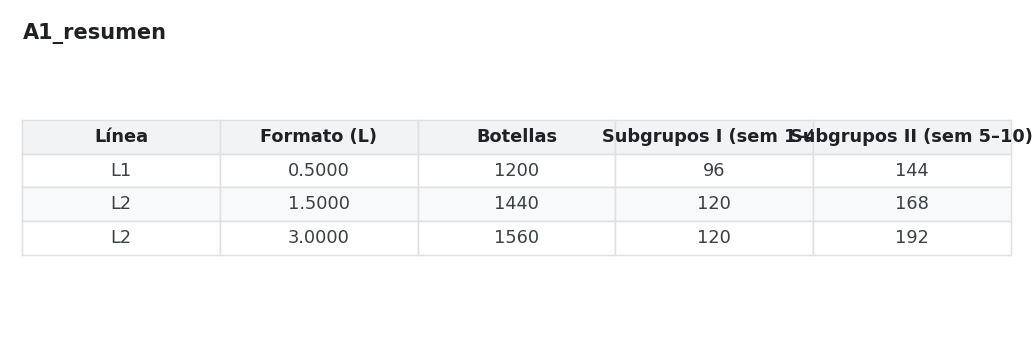 A1_resumen
Línea Formato (L) Botellas Subgrupos I (sem 1–4) Subgrupos II (sem 5–10)
L1 0.5000 1200 96 144
L2 1.5000 1440 120 168
L2 3.0000 1560 120 192